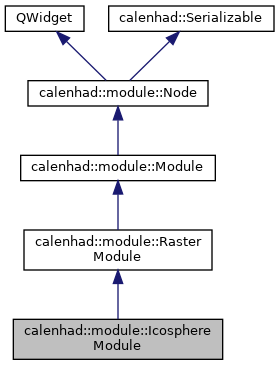 QWidget
calenhad::Serializable
calenhad::module::Node
calenhad::module::Module
calenhad::module::Raster
Module
calenhad::module::Icosphere
Module